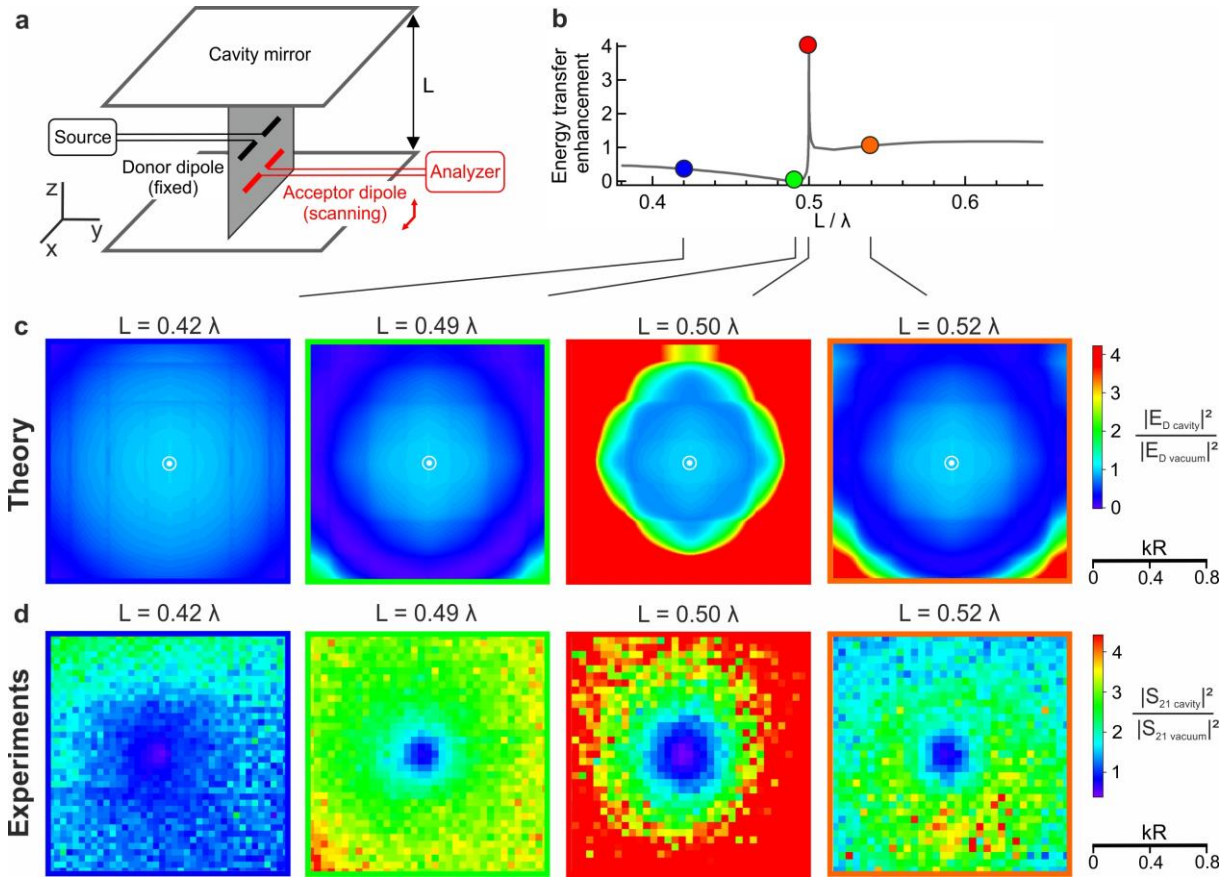 a
Cavity mirror
L
Source
Donor dipole
(fixed)
Analyzer
Acceptor dipole
(scanning)
z
y
x
b
Energy transfer
enhancement
4
3
2
1
0
0.4
0.5
0.6
L / λ
c
L = 0.42 λ
L = 0.49 λ
L = 0.50 λ
L = 0.52 λ
Theory
4
3
2
1
0
|E_D cavity|²
|E_D vacuum|²
kR
0 0.4 0.8
d
L = 0.42 λ
L = 0.49 λ
L = 0.50 λ
L = 0.52 λ
Experiments
4
3
2
1
|S_21 cavity|²
|S_21 vacuum|²
kR
0 0.4 0.8